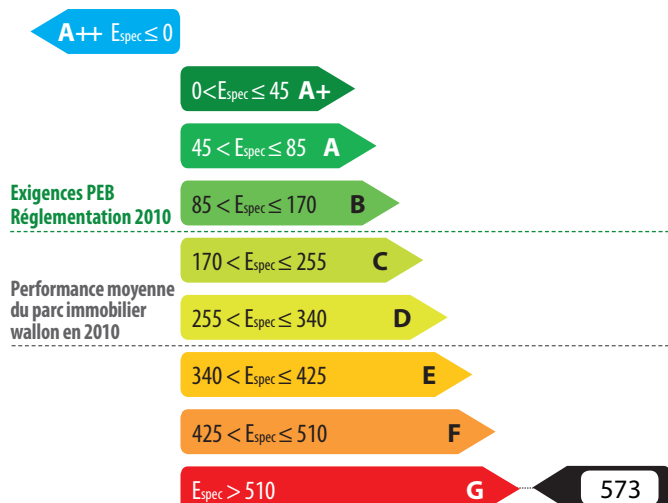 A++ Espec ≤ 0
0<Espec ≤ 45 A+
45 < Espec ≤ 85 A
Exigences PEB
Réglementation 2010
85 < Espec ≤ 170 B
170 < Espec ≤ 255 C
Performance moyenne
du parc immobilier
wallon en 2010
255 < Espec ≤ 340 D
340 < Espec ≤ 425 E
425 < Espec ≤ 510 F
Espec > 510 G 573